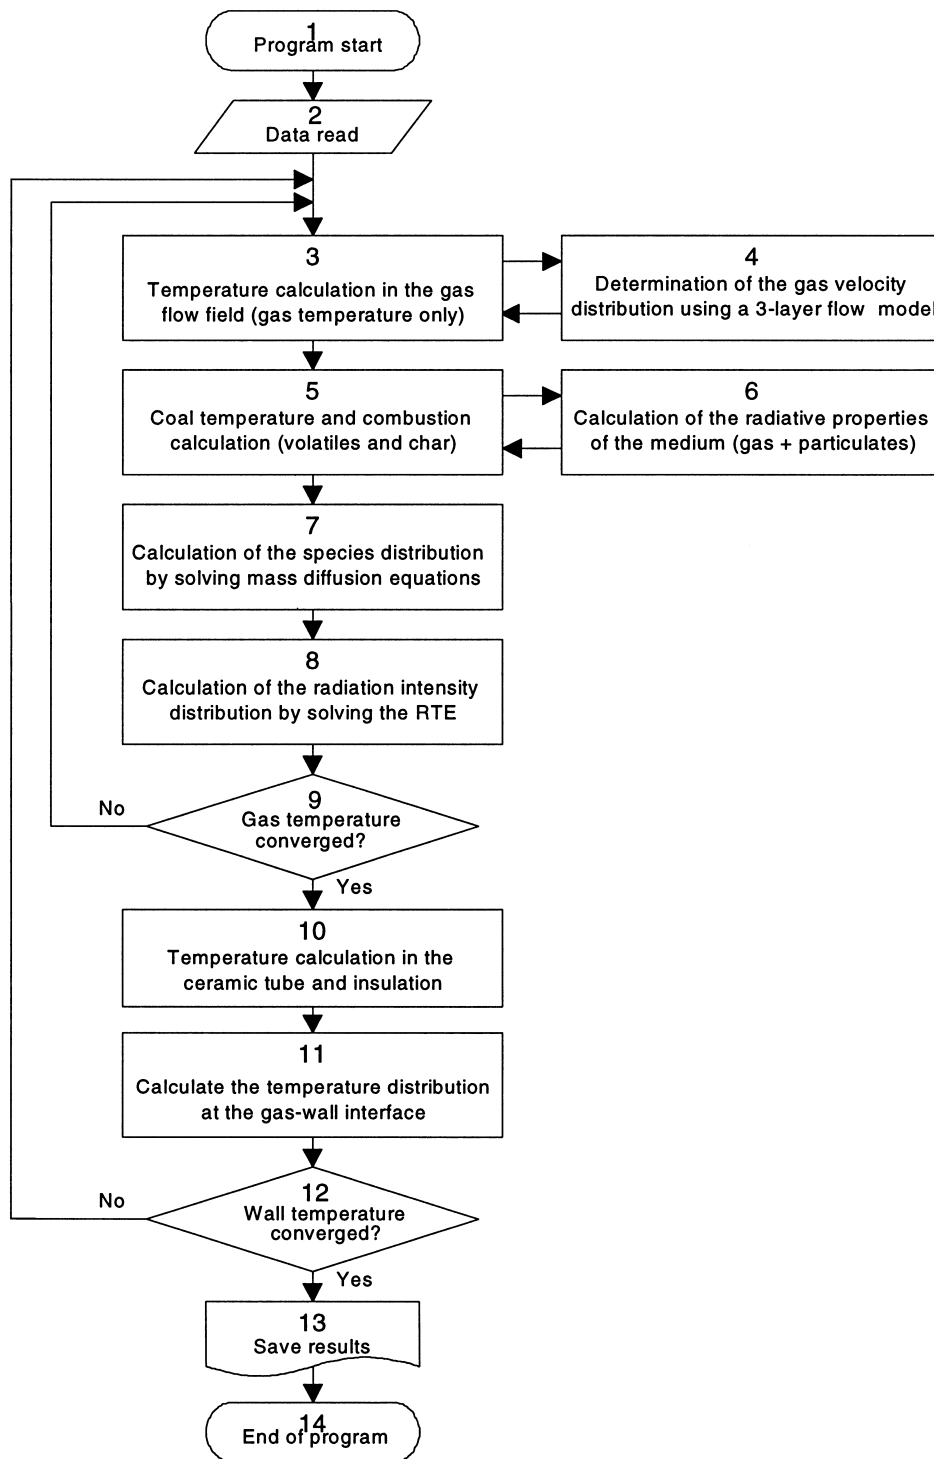 1
Program start
2
Data read
3
Temperature calculation in the gas
flow field (gas temperature only)
4
Determination of the gas velocity
distribution using a 3-layer flow model
5
Coal temperature and combustion
calculation (volatiles and char)
6
Calculation of the radiative properties
of the medium (gas + particulates)
7
Calculation of the species distribution
by solving mass diffusion equations
8
Calculation of the radiation intensity
distribution by solving the RTE
9
Gas temperature
converged?
No
Yes
10
Temperature calculation in the
ceramic tube and insulation
11
Calculate the temperature distribution
at the gas-wall interface
12
Wall temperature
converged?
No
Yes
13
Save results
14
End of program